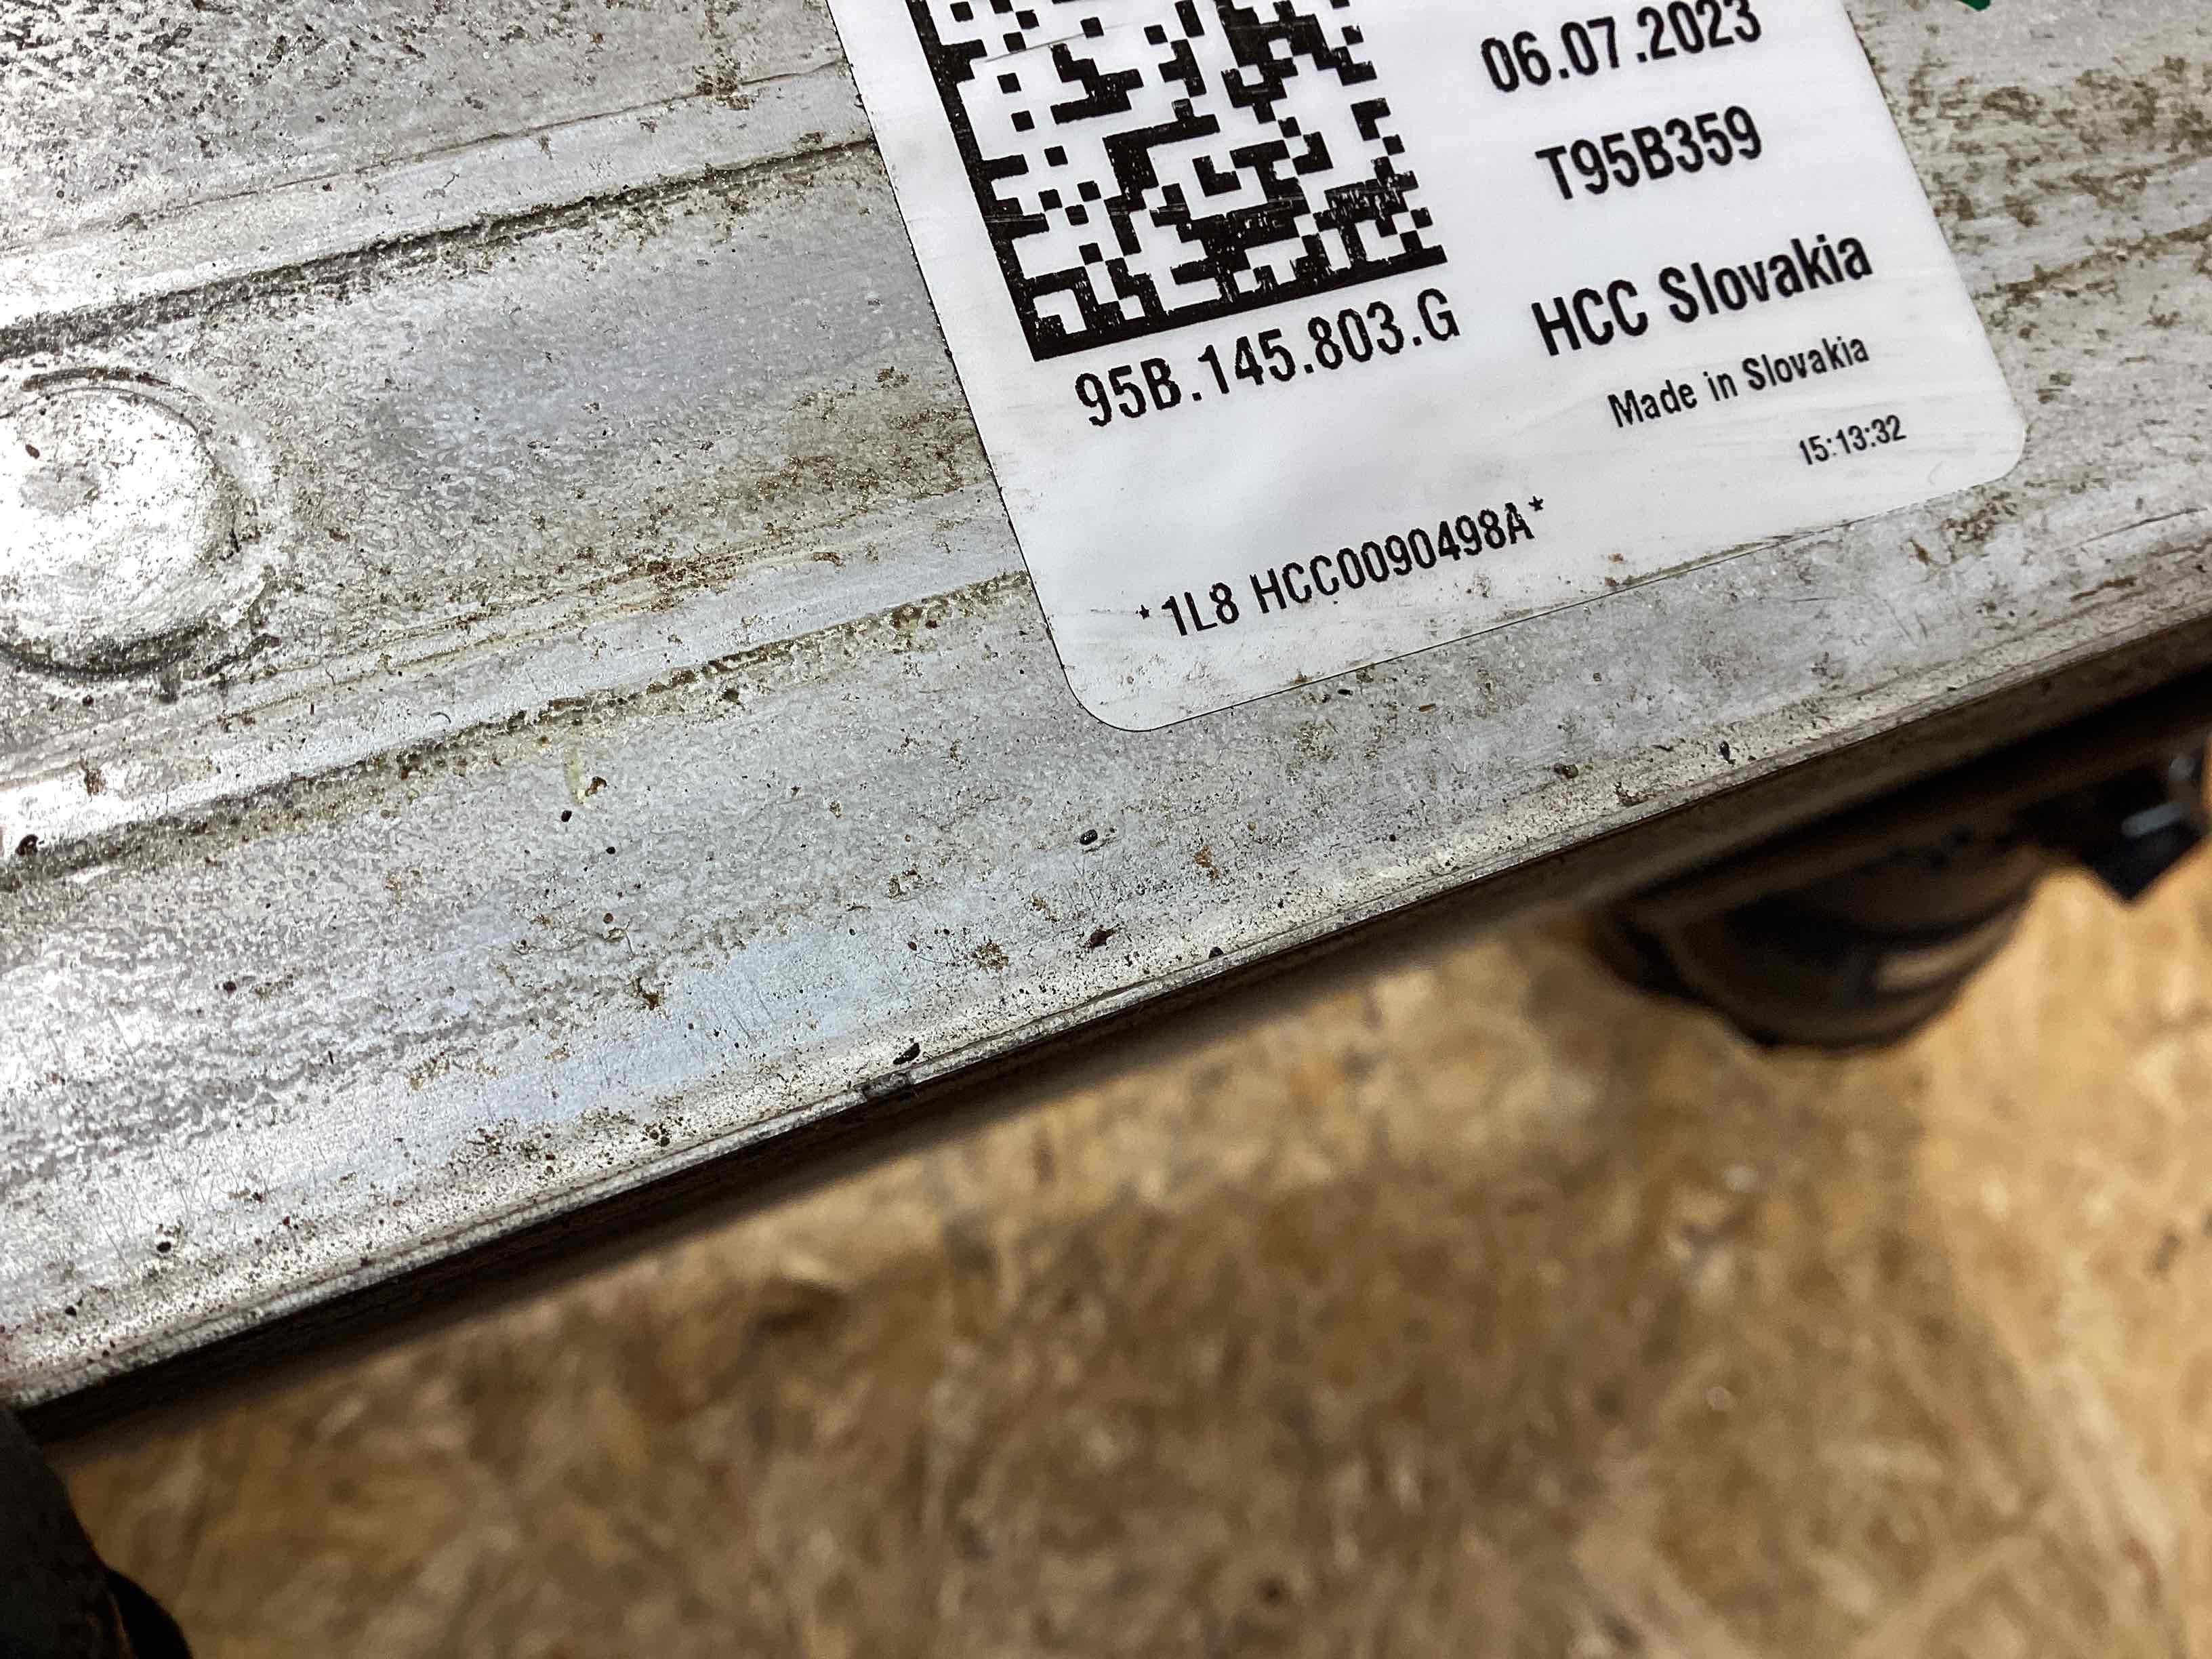 06.07.2023
T95B359
HCC Slovakia
95B.145.803.G
Made in Slovakia
15:13:32
*1L8 HCC0090498A*